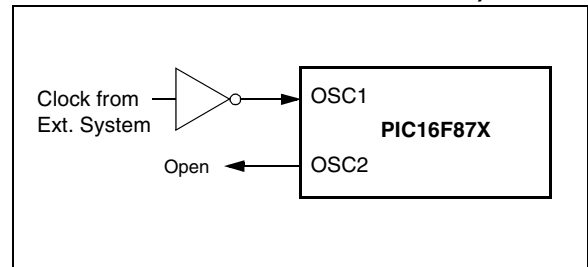 Clock from
Ext. System
OSC1
PIC16F87X
Open
OSC2